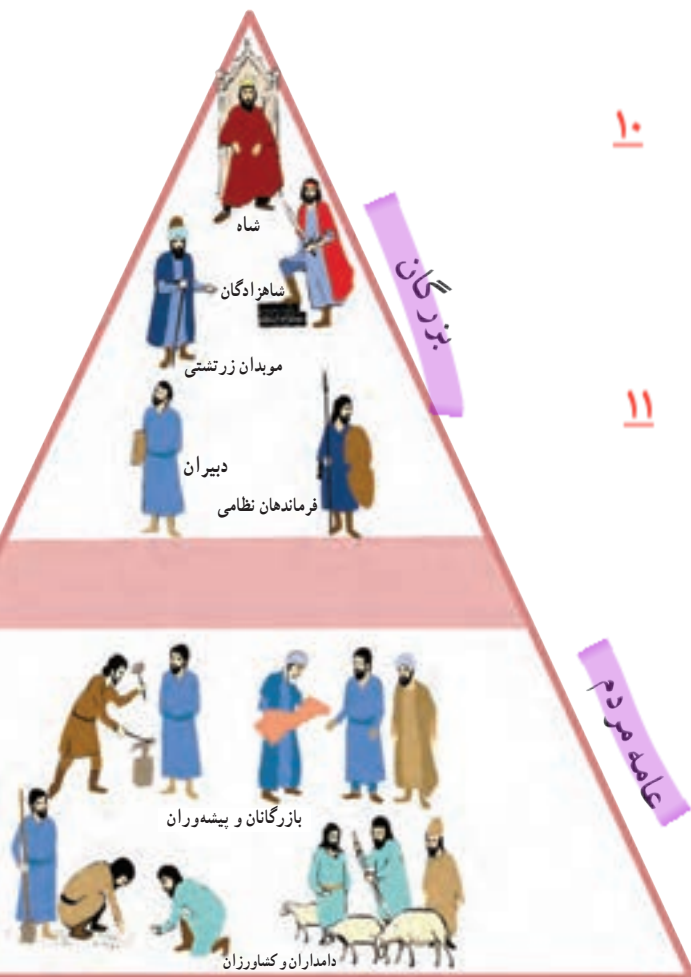 ۱۰
شاه
بزرگان
شاهزادگان
موبدان زرتشتی
۱۱
دبیران
فرماندهان نظامی
عامه مردم
بازرگانان و پیشه‌وران
دامداران و کشاورزان